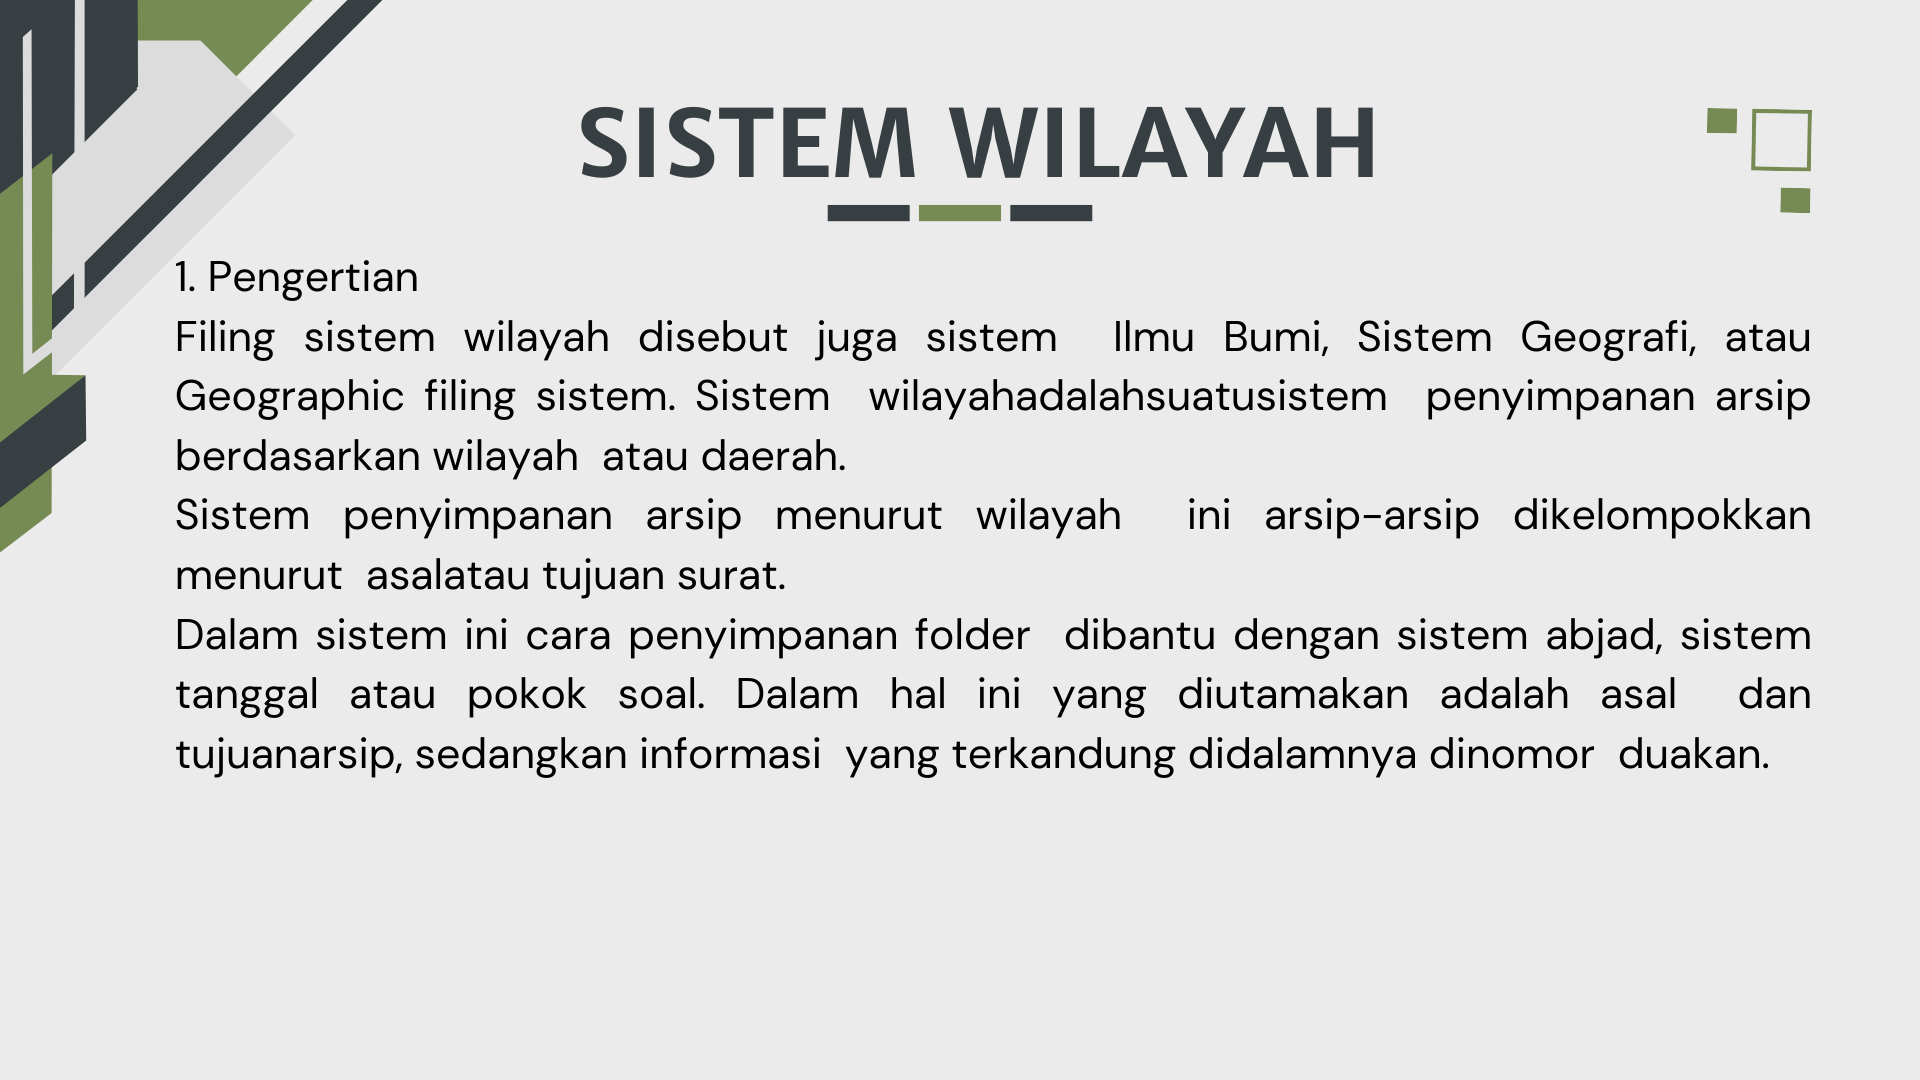 SISTEM WILAYAH
1. Pengertian
Filing sistem wilayah disebut juga sistem Ilmu Bumi, Sistem Geografi, atau
Geographic filing sistem. Sistem wilayahadalahsuatusistem penyimpanan arsip
berdasarkan wilayah atau daerah.
Sistem penyimpanan arsip menurut wilayah ini arsip-arsip dikelompokkan
menurut asalatau tujuan surat.
Dalam sistem ini cara penyimpanan folder dibantu dengan sistem abjad, sistem
tanggal atau pokok soal. Dalam hal ini yang diutamakan adalah asal dan
tujuanarsip, sedangkan informasi yang terkandung didalamnya dinomor duakan.